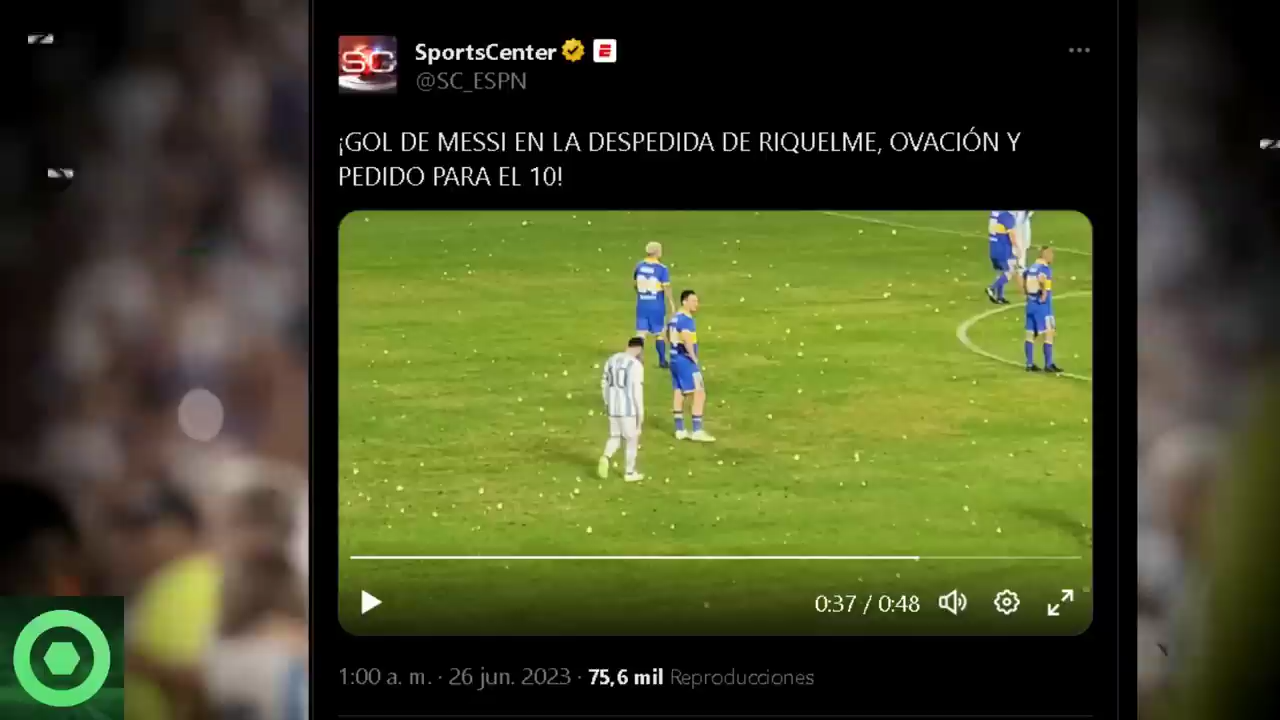 SC
SportsCenter
@SC_ESPN
¡GOL DE MESSI EN LA DESPEDIDA DE RIQUELME, OVACIÓN Y
PEDIDO PARA EL 10!
10
0:37 / 0:48
1:00 a. m. · 26 jun. 2023 · 75,6 mil Reproducciones